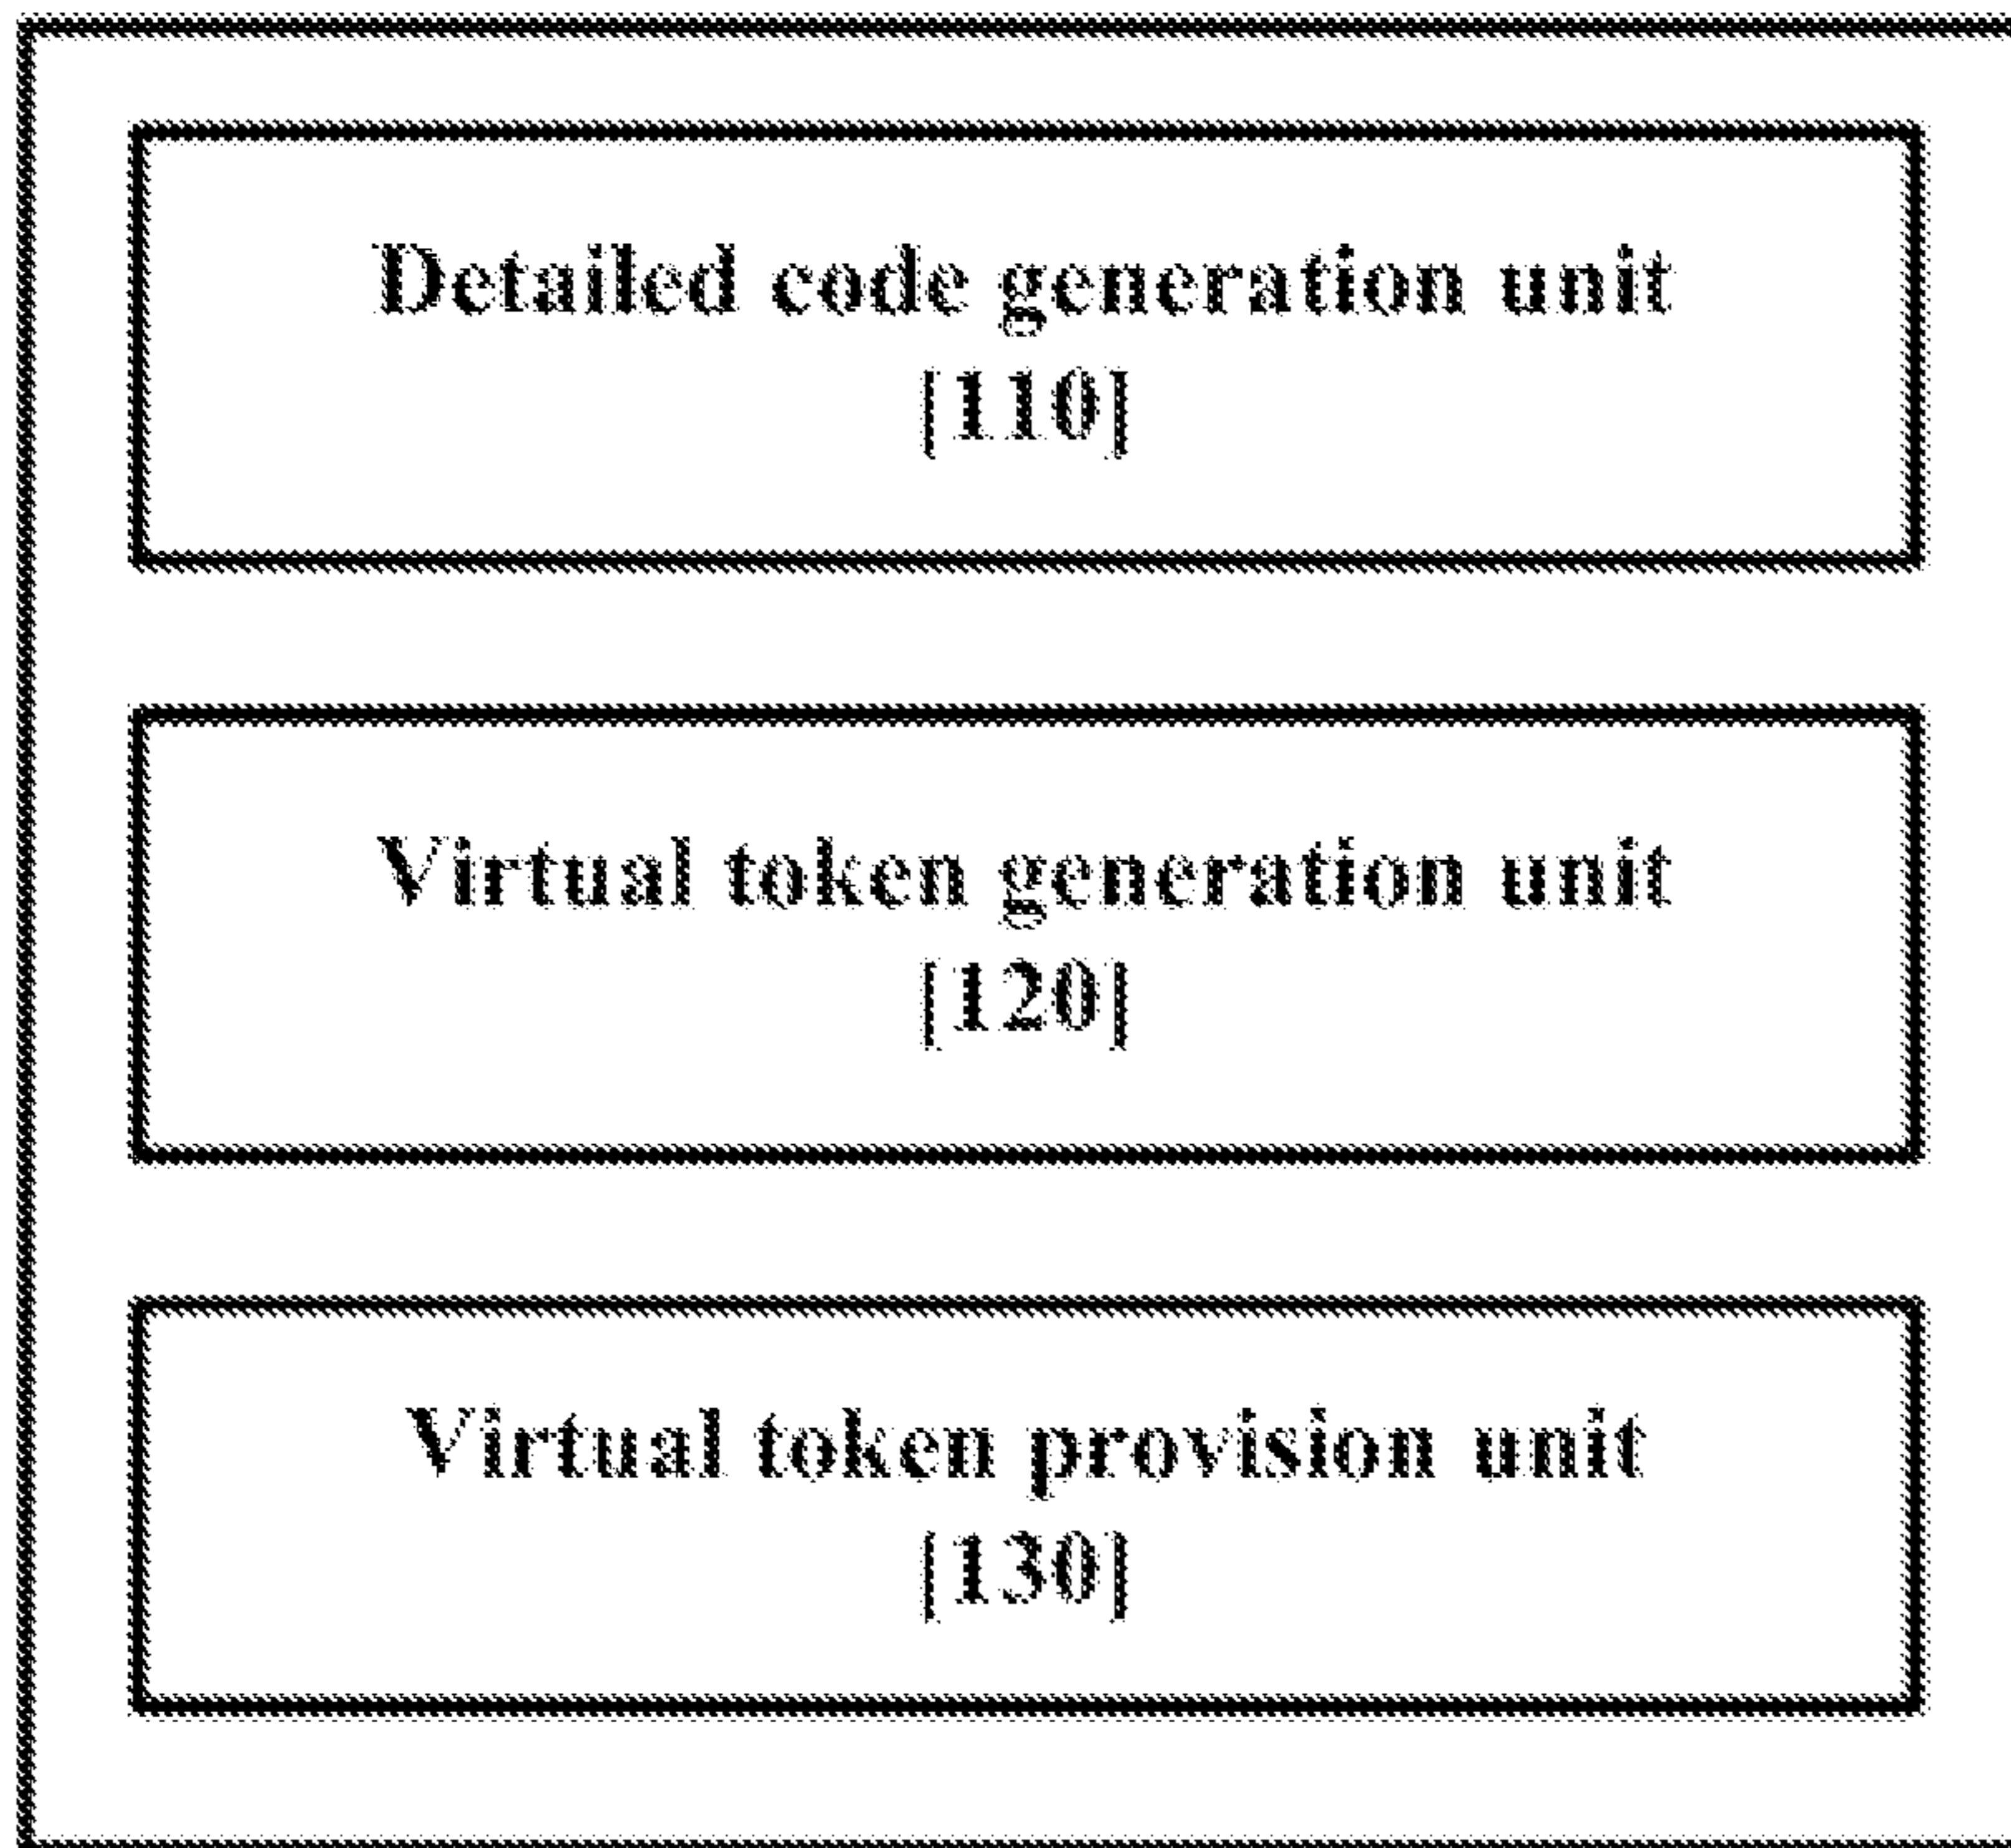 Detailed code generation unit
[110]
Virtual token generation unit
[120]
Virtual token provision unit
[130]